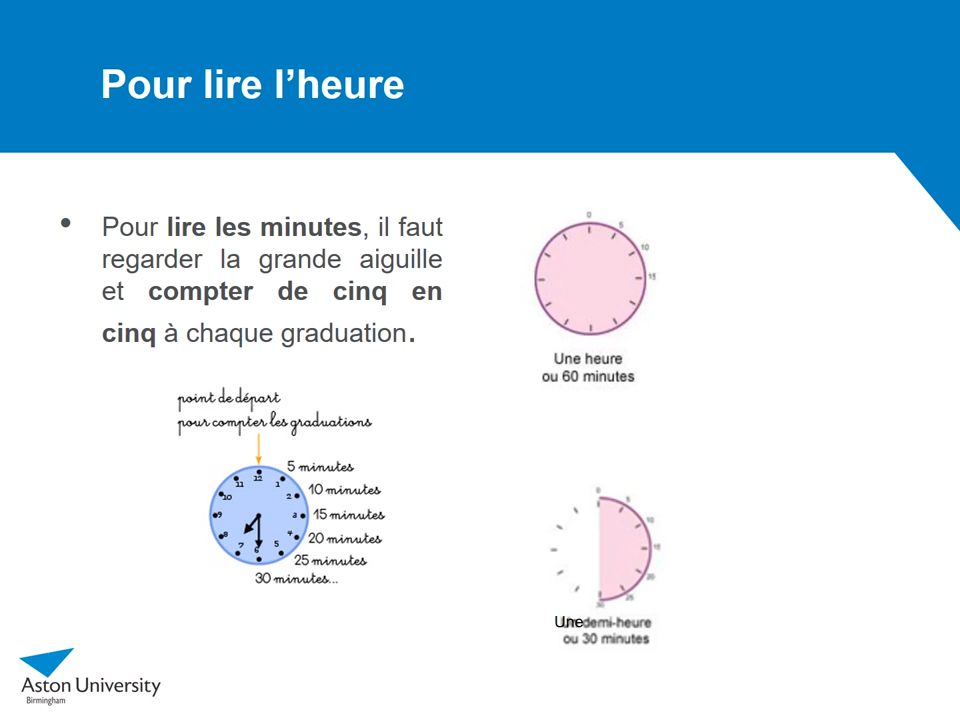 Pour lire l'heure
• Pour lire les minutes, il faut
regarder la grande aiguille
et compter de cinq en
cinq à chaque graduation.
point de départ
pour compter les graduations
12
11
1
10
2
9
3
8
4
7
5
6
5 minutes
10 minutes
15 minutes
20 minutes
25 minutes
30 minutes...
0
5
10
15
Une heure
ou 60 minutes
0
5
10
15
20
25
30
Une demi-heure
ou 30 minutes
Aston University
Birmingham